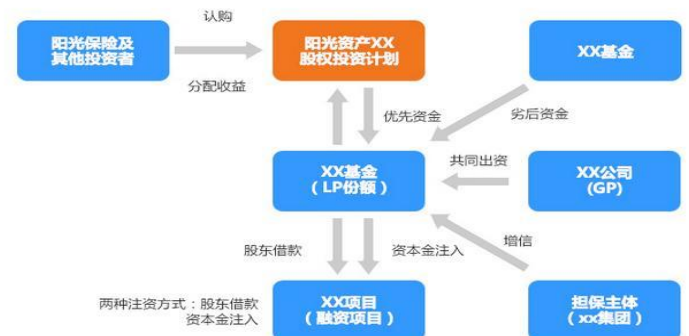 认购
阳光保险及
其他投资者
阳光资产XX
股权投资计划
XX基金
分配收益
优先资金
劣后资金
XX基金
（LP份额）
共同出资
XX公司
(GP)
股东借款
资本金注入
增信
两种注资方式：股东借款
资本金注入
XX项目
（融资项目）
担保主体
（xx集团）